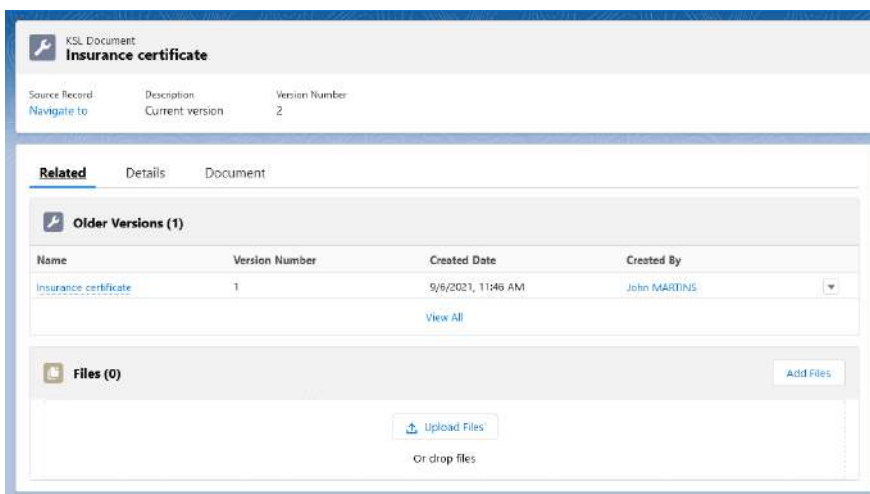 KSL Document
Insurance certificate
Source Record Description Version Number
Navigate to Current version 2
Related Details Document
Older Versions (1)
Name Version Number Created Date Created By
Insurance certificate 1 9/6/2021, 11:46 AM John MARTINS
View All
Files (0) Add Files
Upload Files
Or drop files